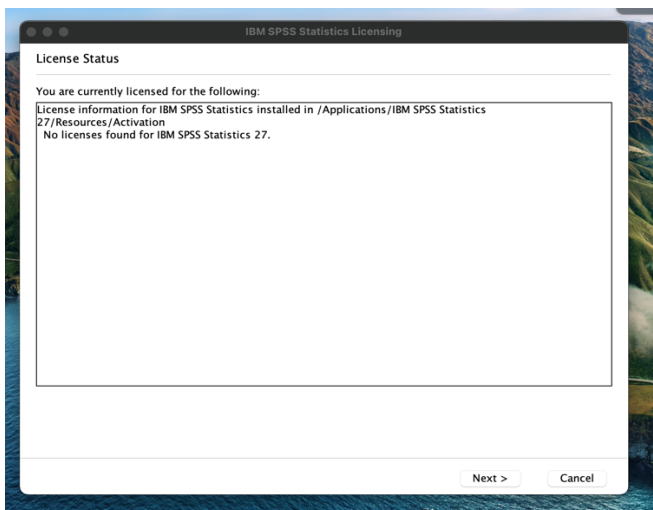 IBM SPSS Statistics Licensing
License Status
You are currently licensed for the following:
License information for IBM SPSS Statistics installed in /Applications/IBM SPSS Statistics
27/Resources/Activation
No licenses found for IBM SPSS Statistics 27.
Next > Cancel